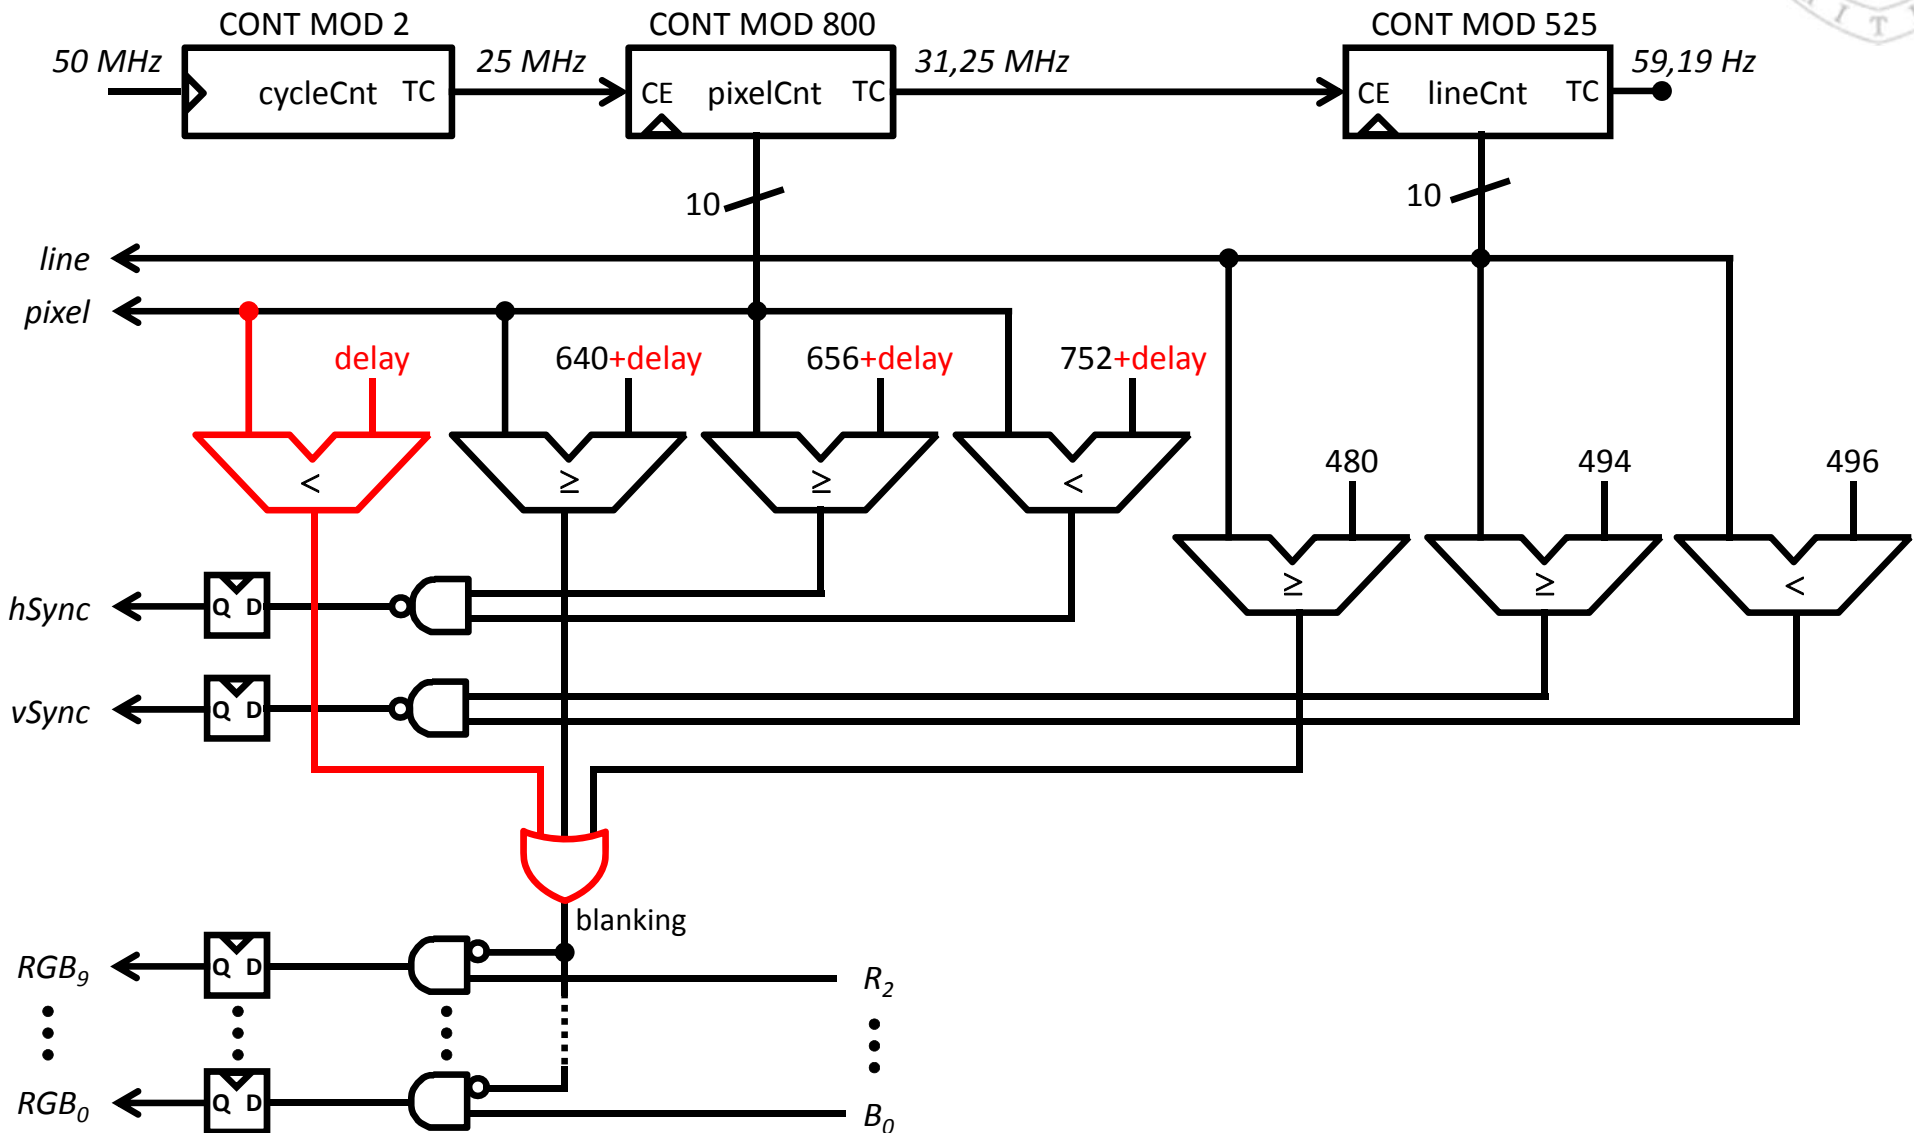 CONT MOD 2
CONT MOD 800
CONT MOD 525
50 MHz
cycleCnt TC
25 MHz
CE pixelCnt TC
31,25 MHz
CE lineCnt TC
59,19 Hz
10
10
line
pixel
delay
640+delay
656+delay
752+delay
<
≥
≥
<
480
494
496
≥
≥
<
hSync
Q D
vSync
Q D
blanking
RGB9
Q D
R2
RGB0
Q D
B0